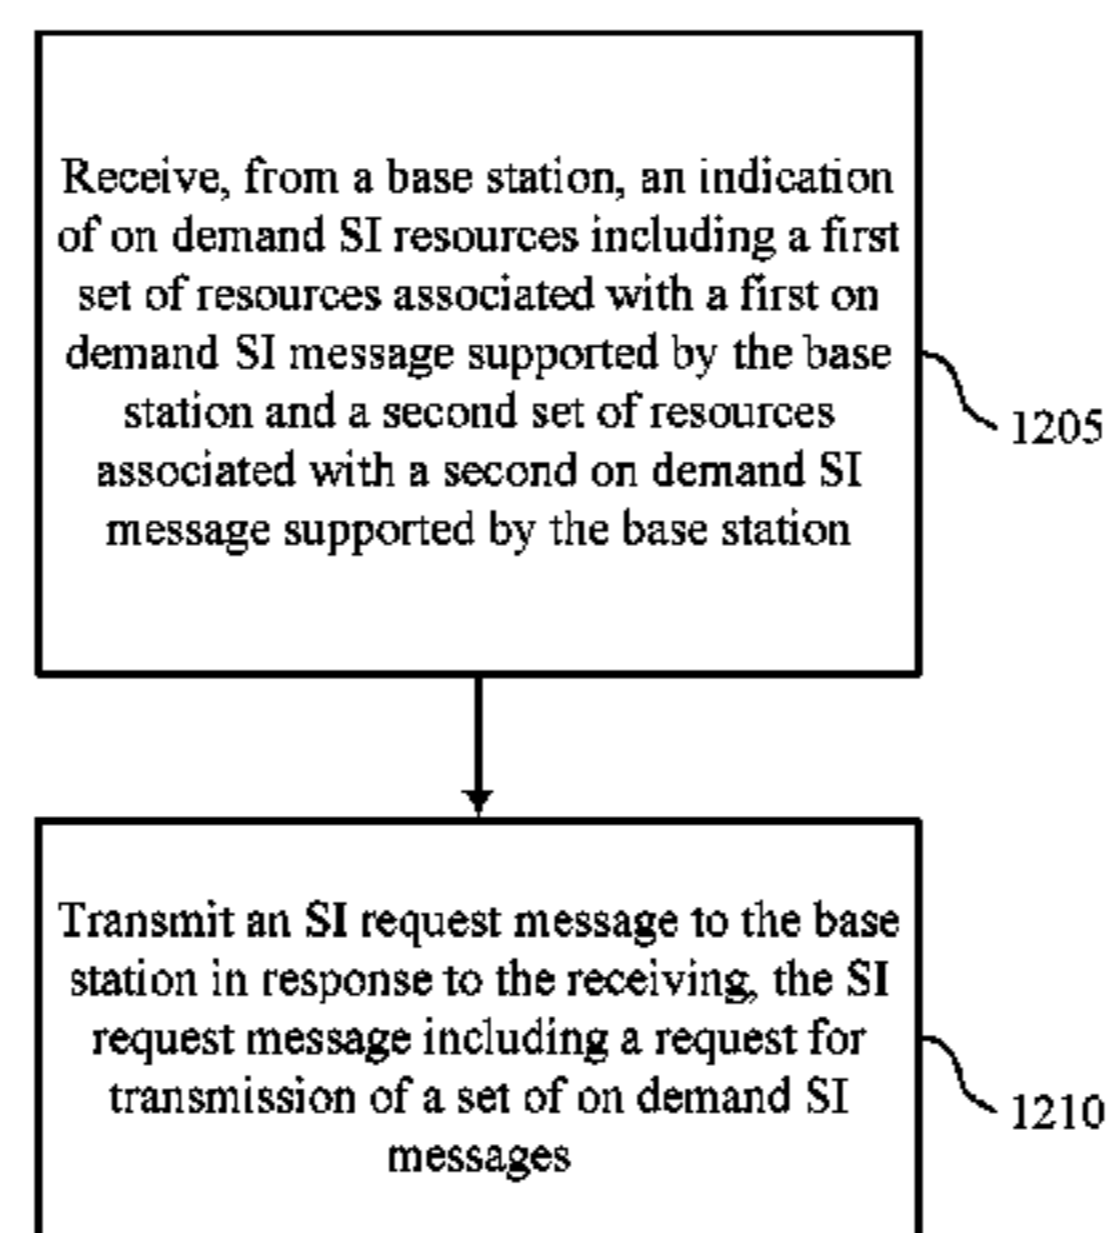 Receive, from a base station, an indication
of on demand SI resources including a first
set of resources associated with a first on
demand SI message supported by the base
station and a second set of resources
associated with a second on demand SI
message supported by the base station
1205
Transmit an SI request message to the base
station in response to the receiving, the SI
request message including a request for
transmission of a set of on demand SI
messages
1210